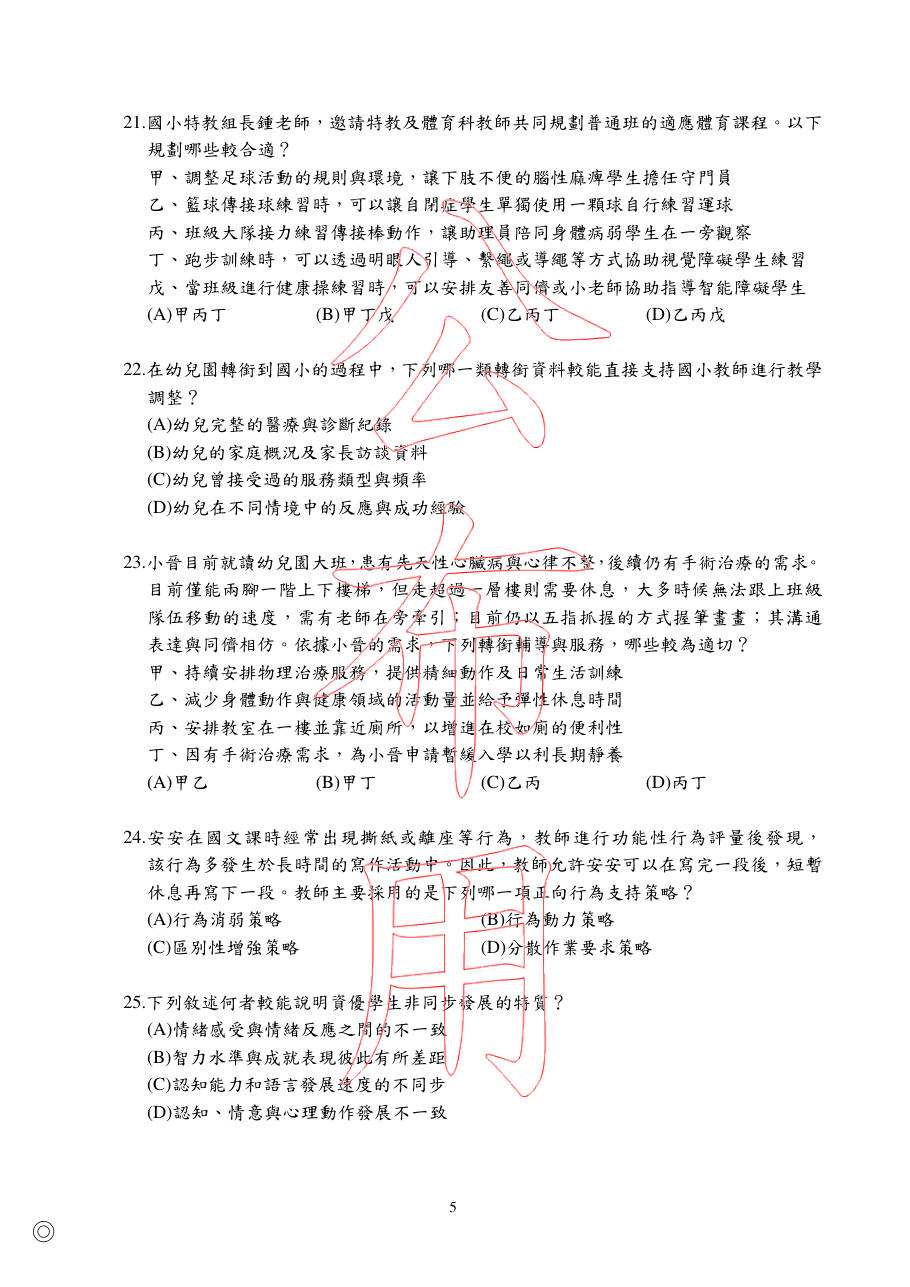 21.國小特教組長鍾老師，邀請特教及體育科教師共同規劃普通班的適應體育課程。以下
規劃哪些較合適？
甲、調整足球活動的規則與環境，讓下肢不便的腦性麻痺學生擔任守門員
乙、籃球傳接球練習時，可以讓自閉症學生單獨使用一顆球自行練習運球
丙、班級大隊接力練習傳接棒動作，讓助理員陪同身體病弱學生在一旁觀察
丁、跑步訓練時，可以透過明眼人引導、繫繩或導繩等方式協助視覺障礙學生練習
戊、當班級進行健康操練習時，可以安排友善同儕或小老師協助指導智能障礙學生
(A)甲丙丁 (B)甲丁戊 (C)乙丙丁 (D)乙丙戊
22.在幼兒園轉銜到國小的過程中，下列哪一類轉銜資料較能直接支持國小教師進行教學
調整？
(A)幼兒完整的醫療與診斷紀錄
(B)幼兒的家庭概況及家長訪談資料
(C)幼兒曾接受過的服務類型與頻率
(D)幼兒在不同情境中的反應與成功經驗
23.小晉目前就讀幼兒園大班，患有先天性心臟病與心律不整，後續仍有手術治療的需求。
目前僅能兩腳一階上下樓梯，但走超過一層樓則需要休息，大多時候無法跟上班級
隊伍移動的速度，需有老師在旁牽引；目前仍以五指抓握的方式握筆畫畫；其溝通
表達與同儕相仿。依據小晉的需求，下列轉銜輔導與服務，哪些較為適切？
甲、持續安排物理治療服務，提供精細動作及日常生活訓練
乙、減少身體動作與健康領域的活動量並給予彈性休息時間
丙、安排教室在一樓並靠近廁所，以增進在校如廁的便利性
丁、因有手術治療需求，為小晉申請暫緩入學以利長期靜養
(A)甲乙 (B)甲丁 (C)乙丙 (D)丙丁
24.安安在國文課時經常出現撕紙或離座等行為，教師進行功能性行為評量後發現，
該行為多發生於長時間的寫作活動中。因此，教師允許安安可以在寫完一段後，短暫
休息再寫下一段。教師主要採用的是下列哪一項正向行為支持策略？
(A)行為消弱策略 (B)行為動力策略
(C)區別性增強策略 (D)分散作業要求策略
25.下列敘述何者較能說明資優學生非同步發展的特質？
(A)情緒感受與情緒反應之間的不一致
(B)智力水準與成就表現彼此有所差距
(C)認知能力和語言發展速度的不同步
(D)認知、情意與心理動作發展不一致
公布用
5